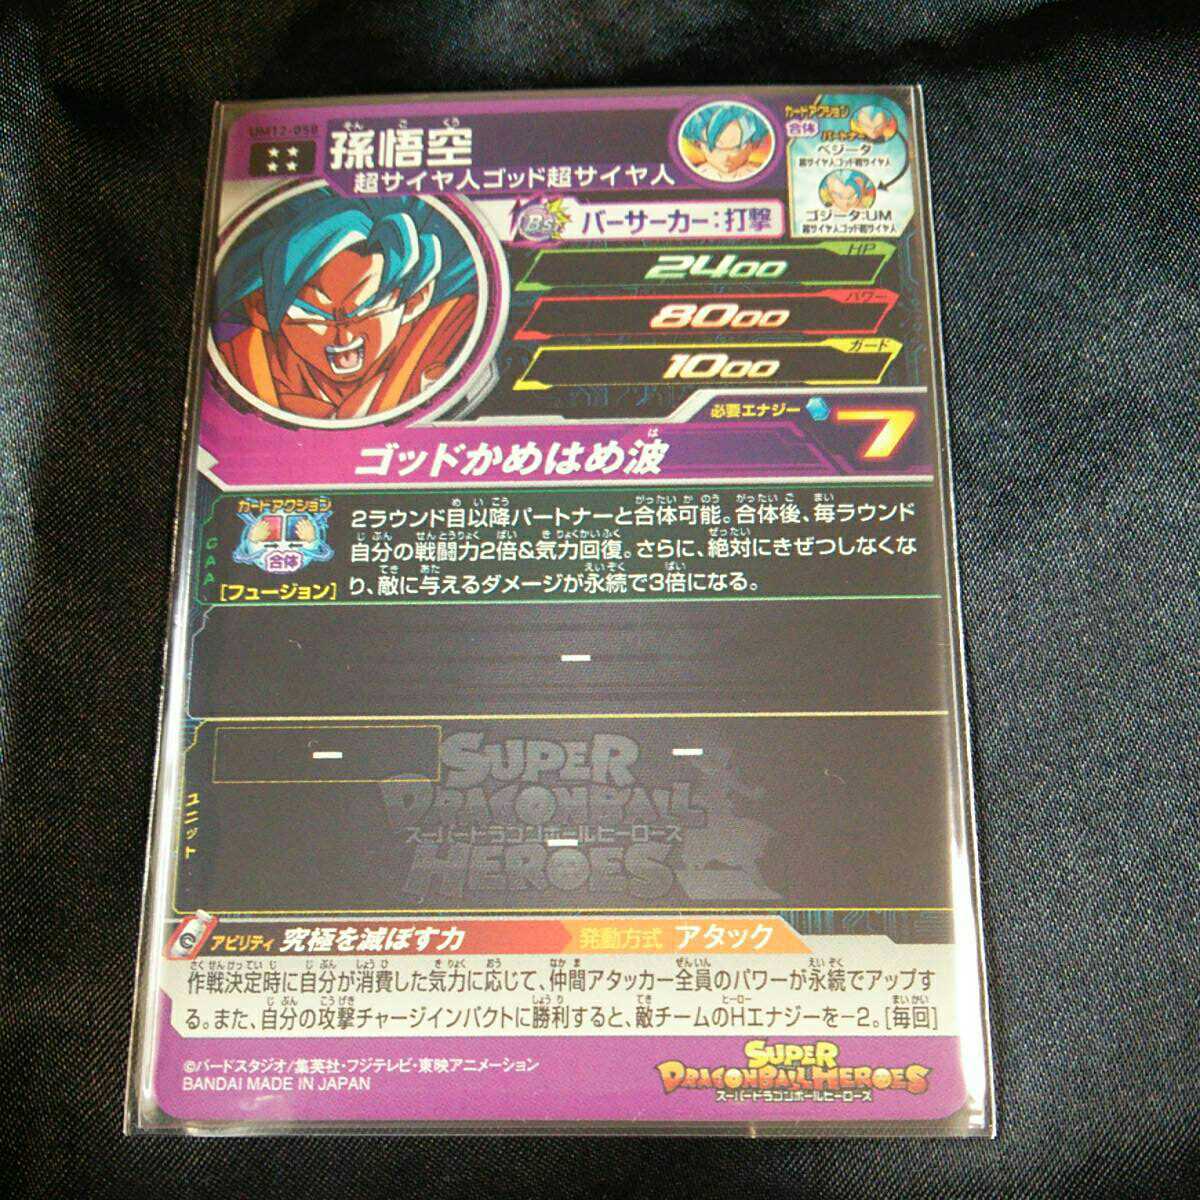 UM12-058
孫悟空
そんごくう
超サイヤ人ゴッド超サイヤ人
カードアクション
合体
パートナー
ベジータ
超サイヤ人ゴッド超サイヤ人
ゴジータ:UM
超サイヤ人ゴッド超サイヤ人
Bs バーサーカー:打撃
HP
2400
パワー
8000
ガード
1000
必要エナジー 7
ゴッドかめはめ波
は
CAA
カードアクション
合体
[フュージョン]
2ラウンド目以降パートナーと合体可能。合体後、毎ラウンド
自分の戦闘力2倍&気力回復。さらに、絶対にきぜつしなくな
り、敵に与えるダメージが永続で3倍になる。
ー
ユニット
ー
ー
ー
SUPER
DRAGONBALL
スーパードラゴンボールヒーローズ
HEROES
アビリティ 究極を滅ぼす力
発動方式 アタック
作戦決定時に自分が消費した気力に応じて、仲間アタッカー全員のパワーが永続でアップす
る。また、自分の攻撃チャージインパクトに勝利すると、敵チームのHエナジーを-2。[毎回]
©バードスタジオ/集英社・フジテレビ・東映アニメーション
BANDAI MADE IN JAPAN
SUPER
DRAGONBALL HEROES
スーパードラゴンボールヒーローズ